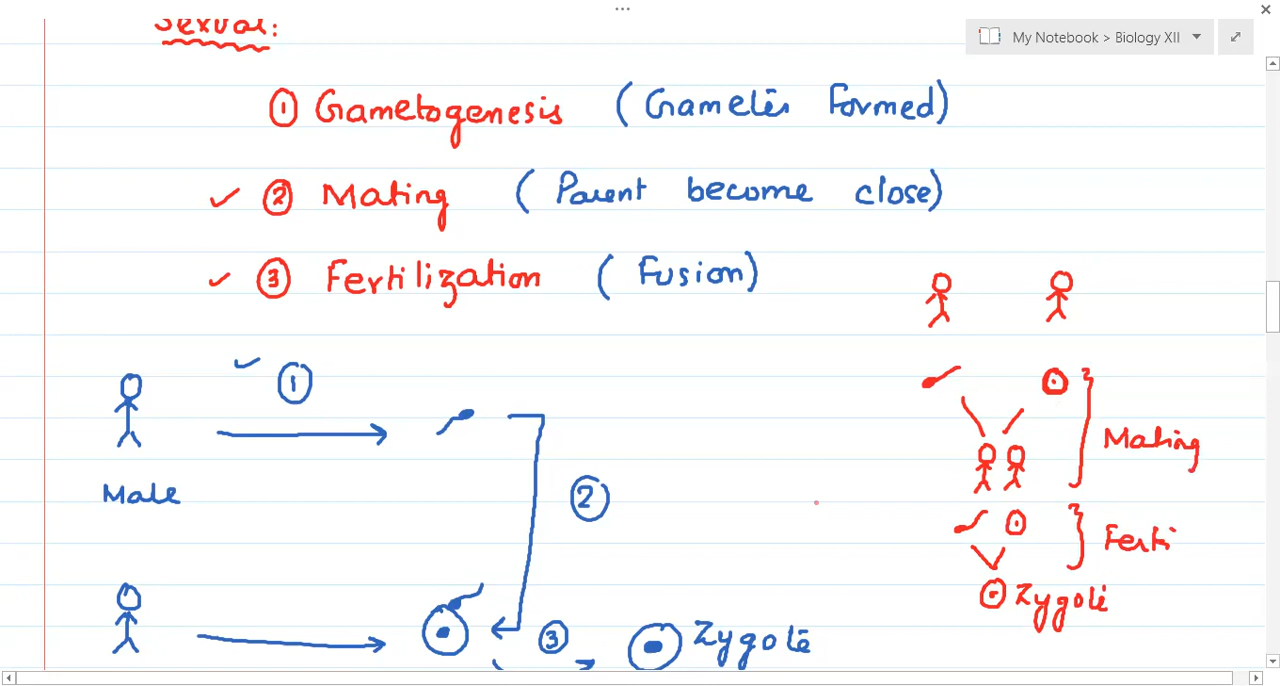 Sexual:
My Notebook > Biology XII
① Gametogenesis (Gametes Formed)
② Mating (Parent become close)
③ Fertilization (Fusion)
①
Male
②
Mating
Ferti
Zygote
③ Zygote